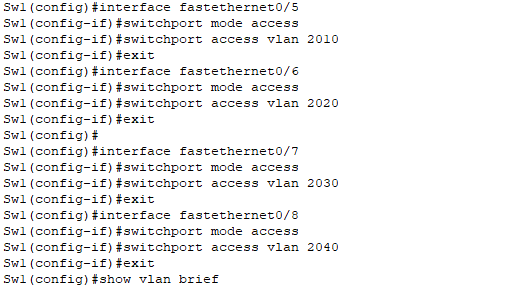 Sw1(config)#interface fastethernet0/5
Sw1(config-if)#switchport mode access
Sw1(config-if)#switchport access vlan 2010
Sw1(config-if)#exit
Sw1(config)#interface fastethernet0/6
Sw1(config-if)#switchport mode access
Sw1(config-if)#switchport access vlan 2020
Sw1(config-if)#exit
Sw1(config)#
Sw1(config)#interface fastethernet0/7
Sw1(config-if)#switchport mode access
Sw1(config-if)#switchport access vlan 2030
Sw1(config-if)#exit
Sw1(config)#interface fastethernet0/8
Sw1(config-if)#switchport mode access
Sw1(config-if)#switchport access vlan 2040
Sw1(config-if)#exit
Sw1(config)#show vlan brief